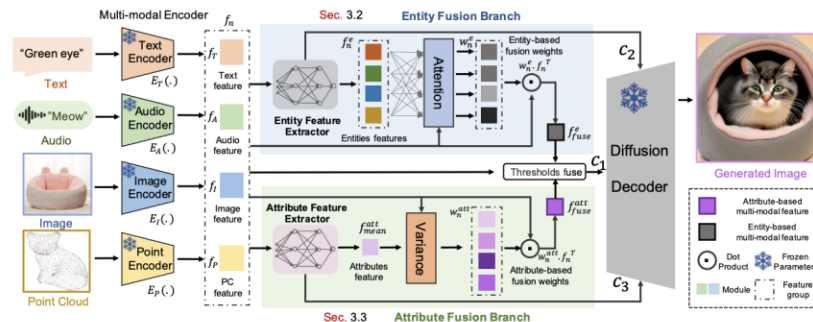 Multi-modal Encoder
f_n
Sec. 3.2
Entity Fusion Branch
"Green eye"
Text
Text Encoder
E_T(.)
f_T
Text feature
"Meow"
Audio
Audio Encoder
E_A(.)
f_A
Audio feature
Image
Image Encoder
E_I(.)
f_I
Image feature
Point Cloud
Point Encoder
E_P(.)
f_P
PC feature
Entity Feature Extractor
f_n^e
Entities features
Attention
w_n^e
Entity-based fusion weights
w_n^e . f_n^T
f_fuse^e
C_2
Thresholds fuse
C_1
f_fuse^att
Attribute Feature Extractor
f_mean^att
Attributes feature
Variance
w_n^att
w_n^att . f_n^T
Attribute-based fusion weights
C_3
Sec. 3.3
Attribute Fusion Branch
Diffusion Decoder
Generated Image
Attribute-based multi-modal feature
Entity-based multi-modal feature
Dot Product
Frozen Parameter
Module
Feature group